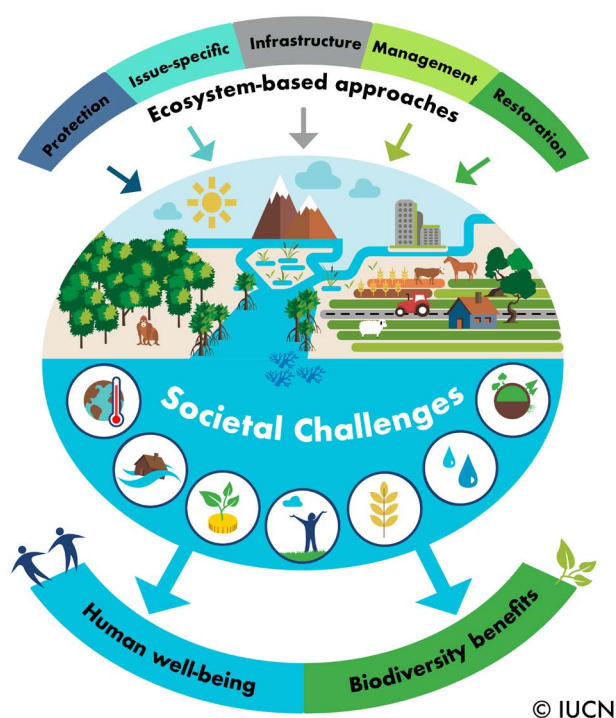 Protection
Issue-specific
Infrastructure
Management
Restoration
Ecosystem-based approaches
Societal Challenges
Human well-being
Biodiversity benefits
© IUCN